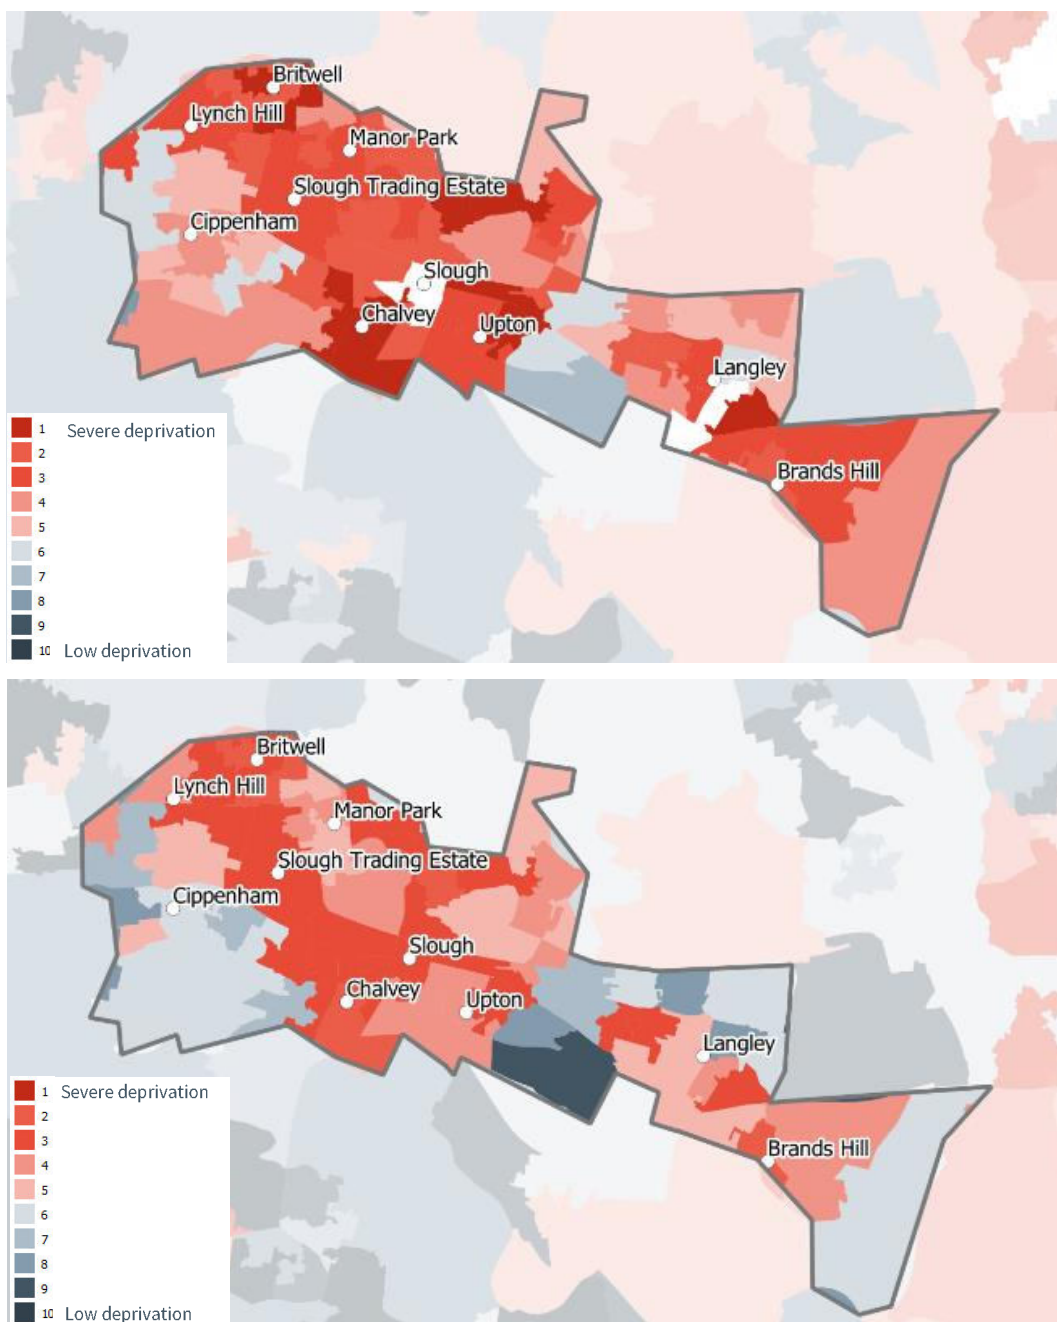 Britwell
Lynch Hill
Manor Park
Slough Trading Estate
Cippenham
Slough
Chalvey
Upton
Langley
Brands Hill
1 Severe deprivation
2
3
4
5
6
7
8
9
10 Low deprivation
Britwell
Lynch Hill
Manor Park
Slough Trading Estate
Cippenham
Slough
Chalvey
Upton
Langley
Brands Hill
1 Severe deprivation
2
3
4
5
6
7
8
9
10 Low deprivation